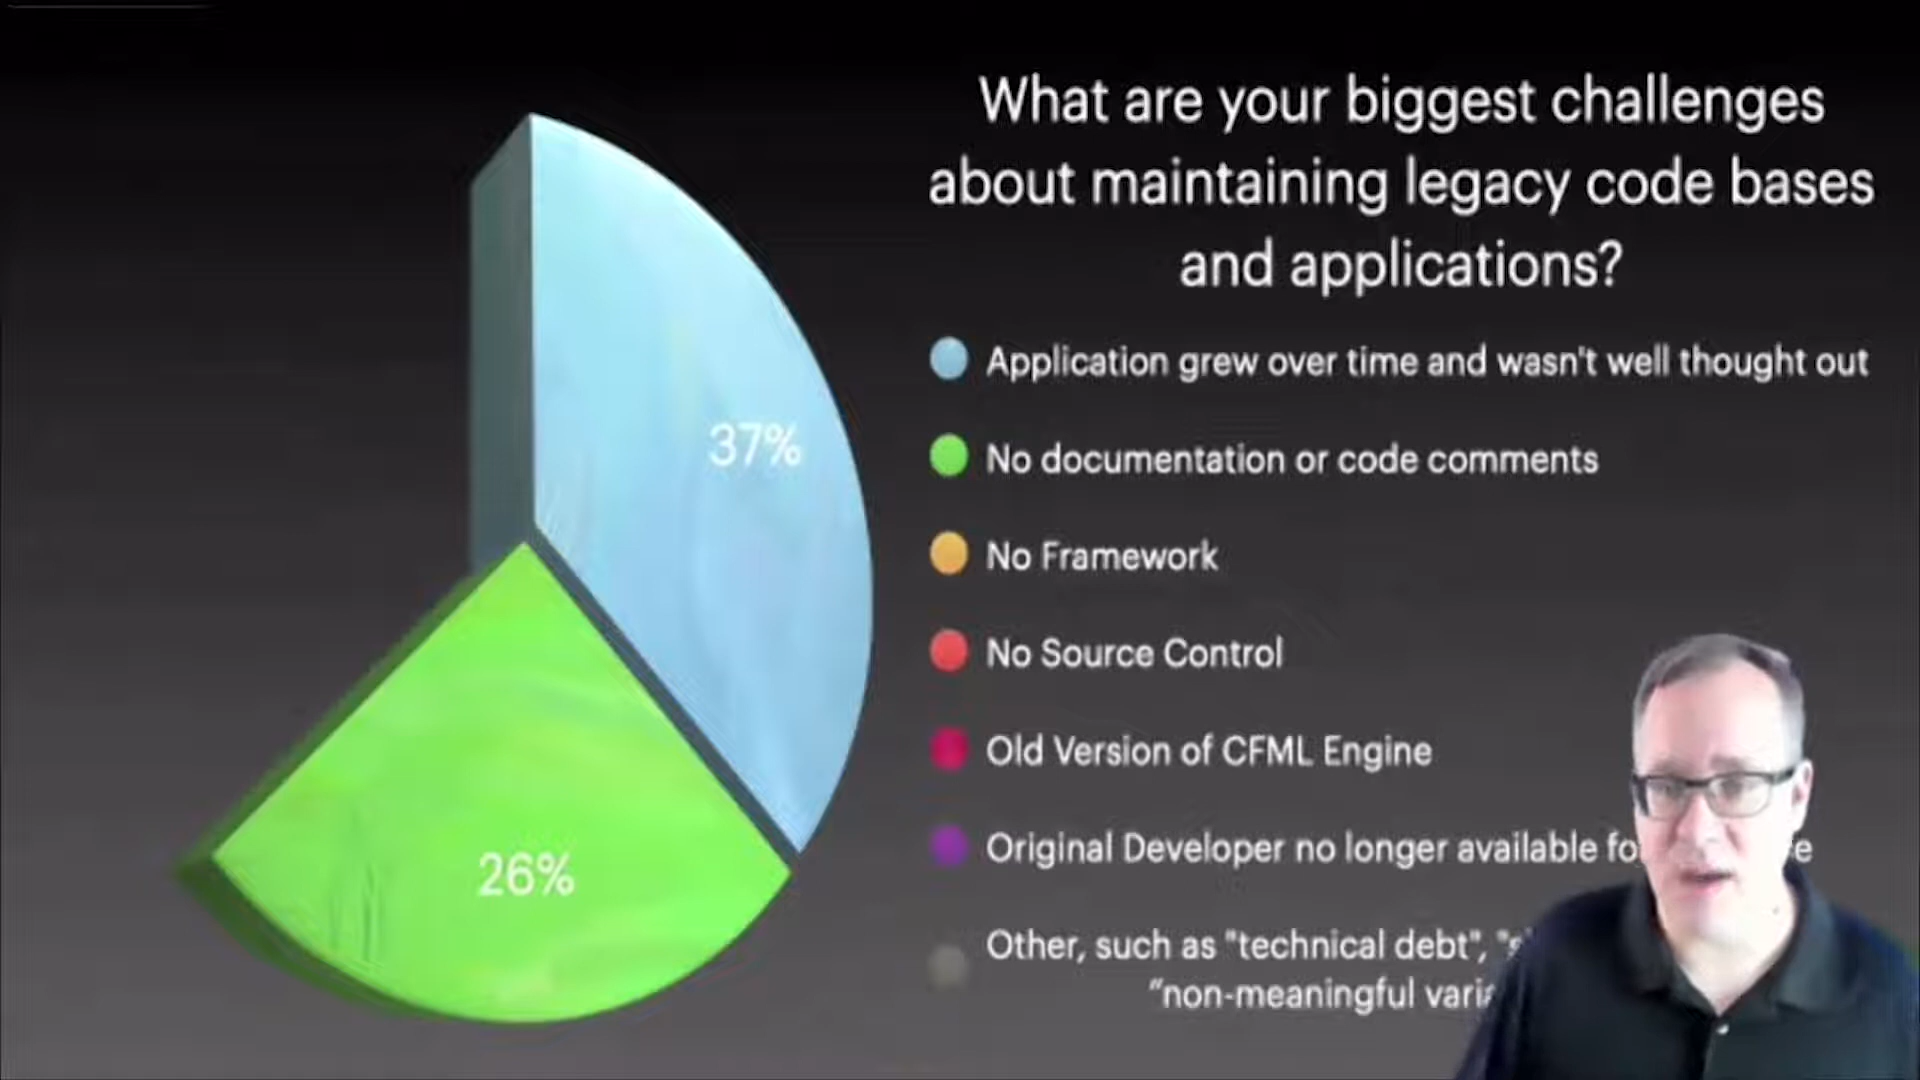 What are your biggest challenges
about maintaining legacy code bases
and applications?
37%
26%
Application grew over time and wasn't well thought out
No documentation or code comments
No Framework
No Source Control
Old Version of CFML Engine
Original Developer no longer available
Other, such as "technical debt",
“non-meaningful